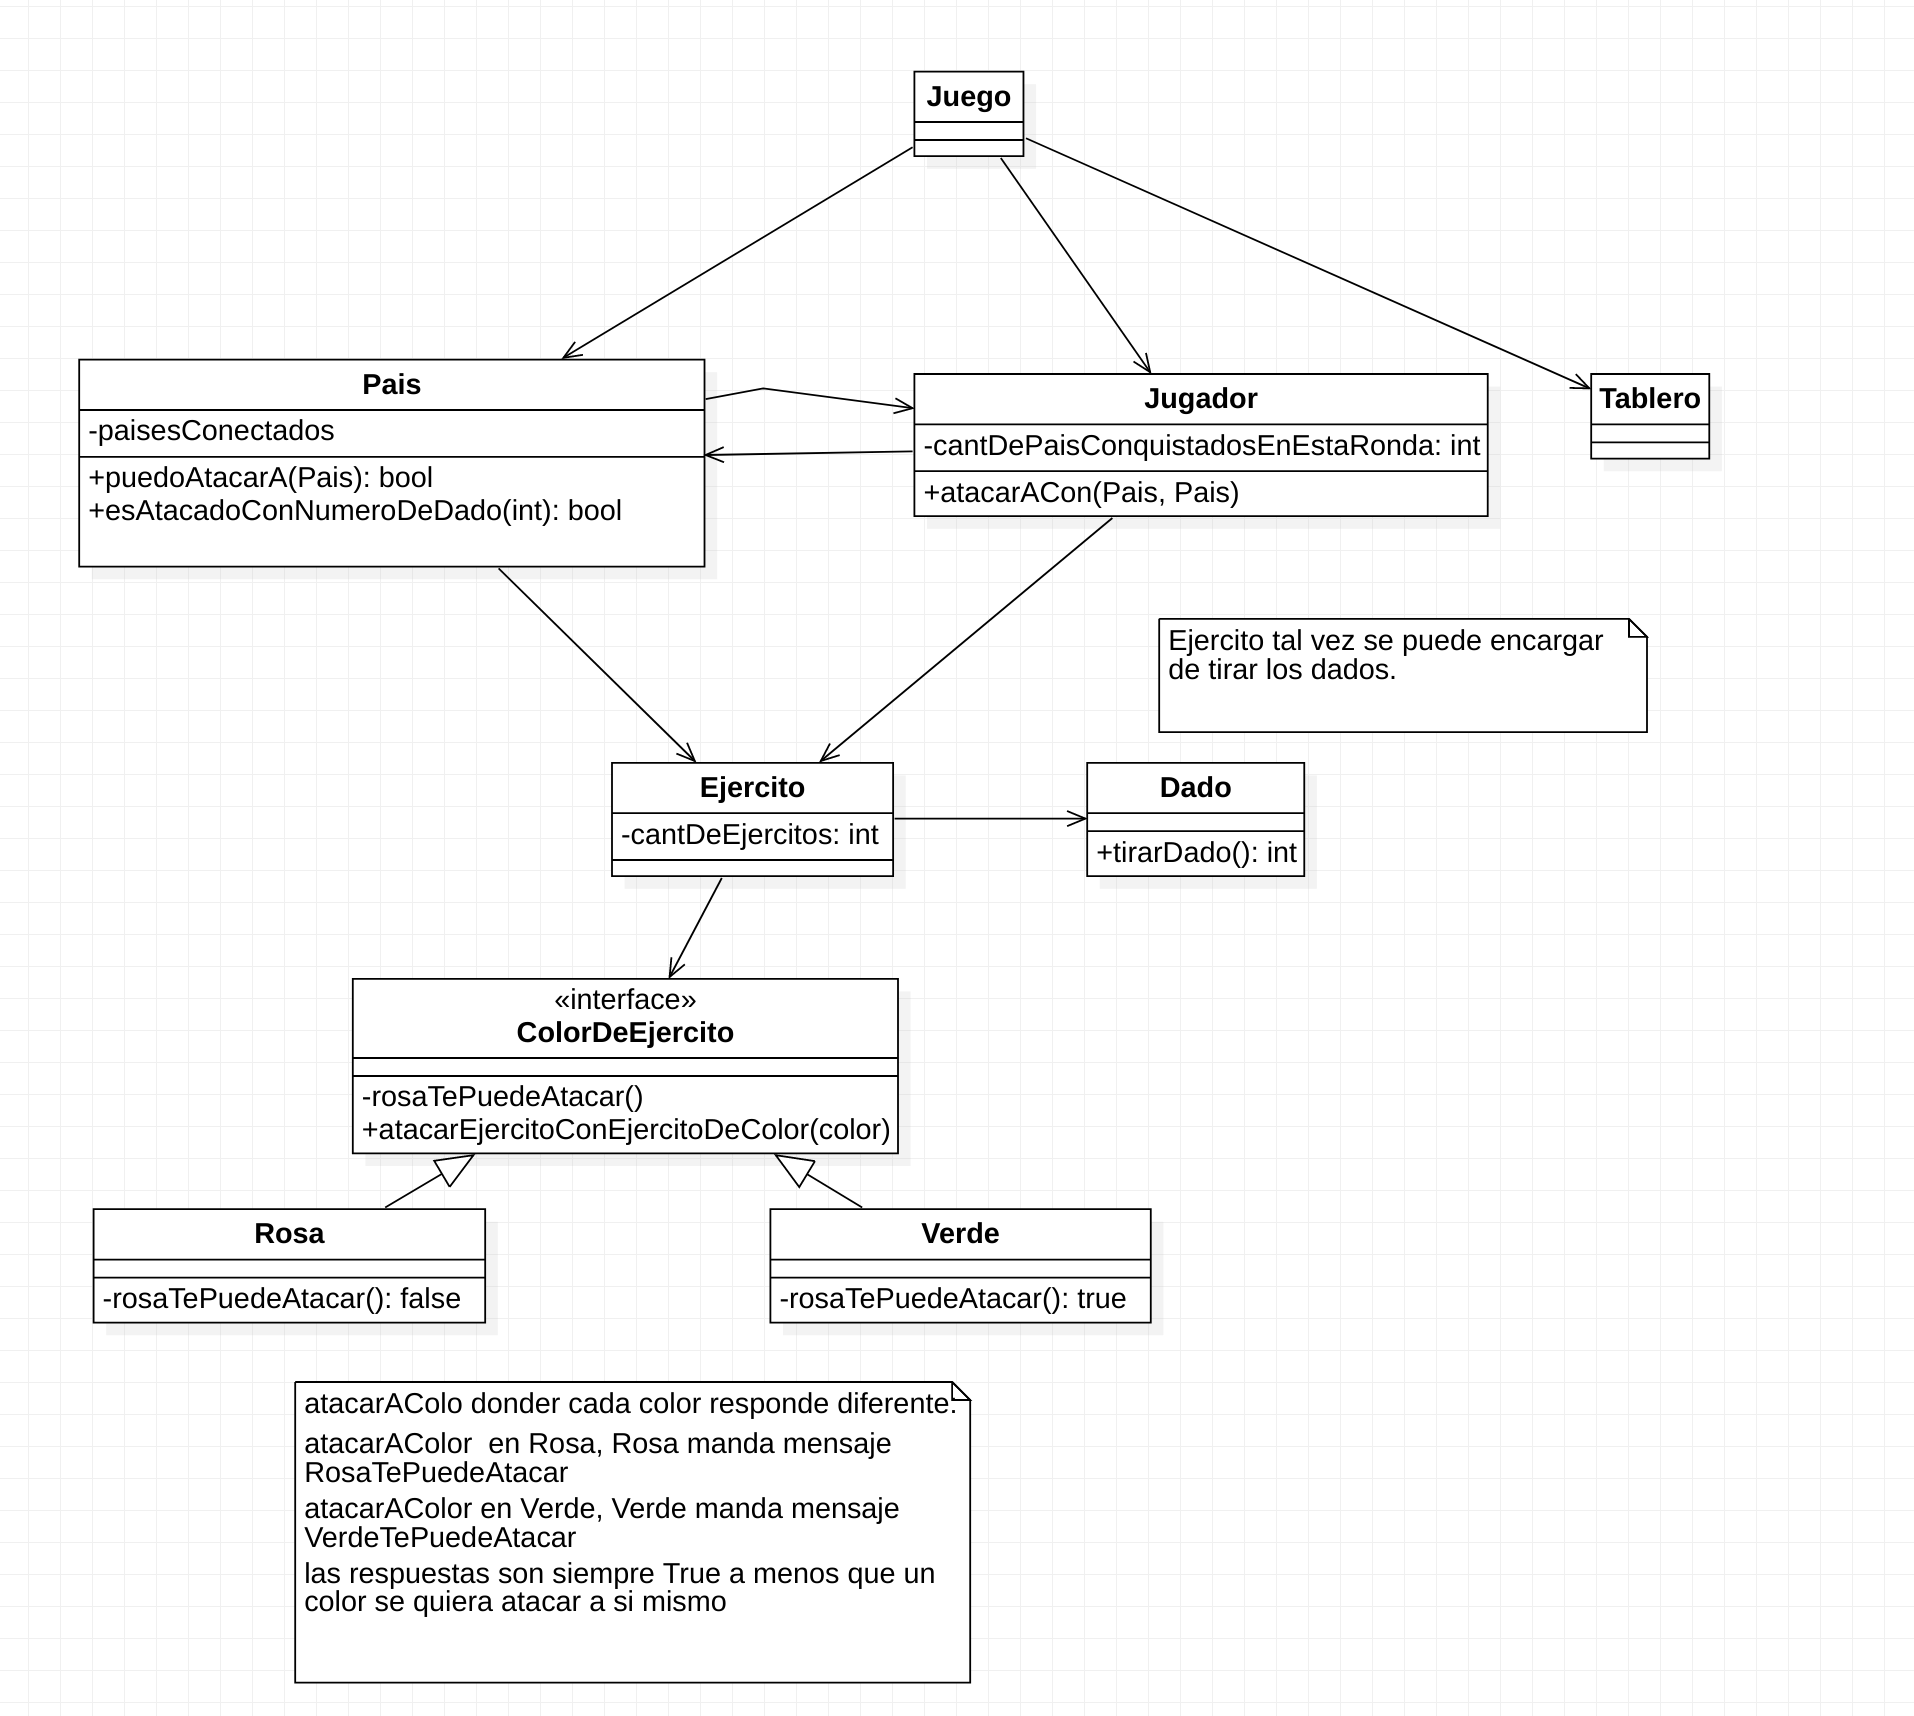 Juego
Pais
-paisesConectados
+puedoAtacarA(Pais): bool
+esAtacadoConNumeroDeDado(int): bool
Jugador
-cantDePaisConquistadosEnEstaRonda: int
+atacarACon(Pais, Pais)
Tablero
Ejercito tal vez se puede encargar
de tirar los dados.
Ejercito
-cantDeEjercitos: int
Dado
+tirarDado(): int
«interface»
ColorDeEjercito
-rosaTePuedeAtacar()
+atacarEjercitoConEjercitoDeColor(color)
Rosa
-rosaTePuedeAtacar(): false
Verde
-rosaTePuedeAtacar(): true
atacarAColo donder cada color responde diferente.
atacarAColor  en Rosa, Rosa manda mensaje
RosaTePuedeAtacar
atacarAColor en Verde, Verde manda mensaje
VerdeTePuedeAtacar
las respuestas son siempre True a menos que un
color se quiera atacar a si mismo